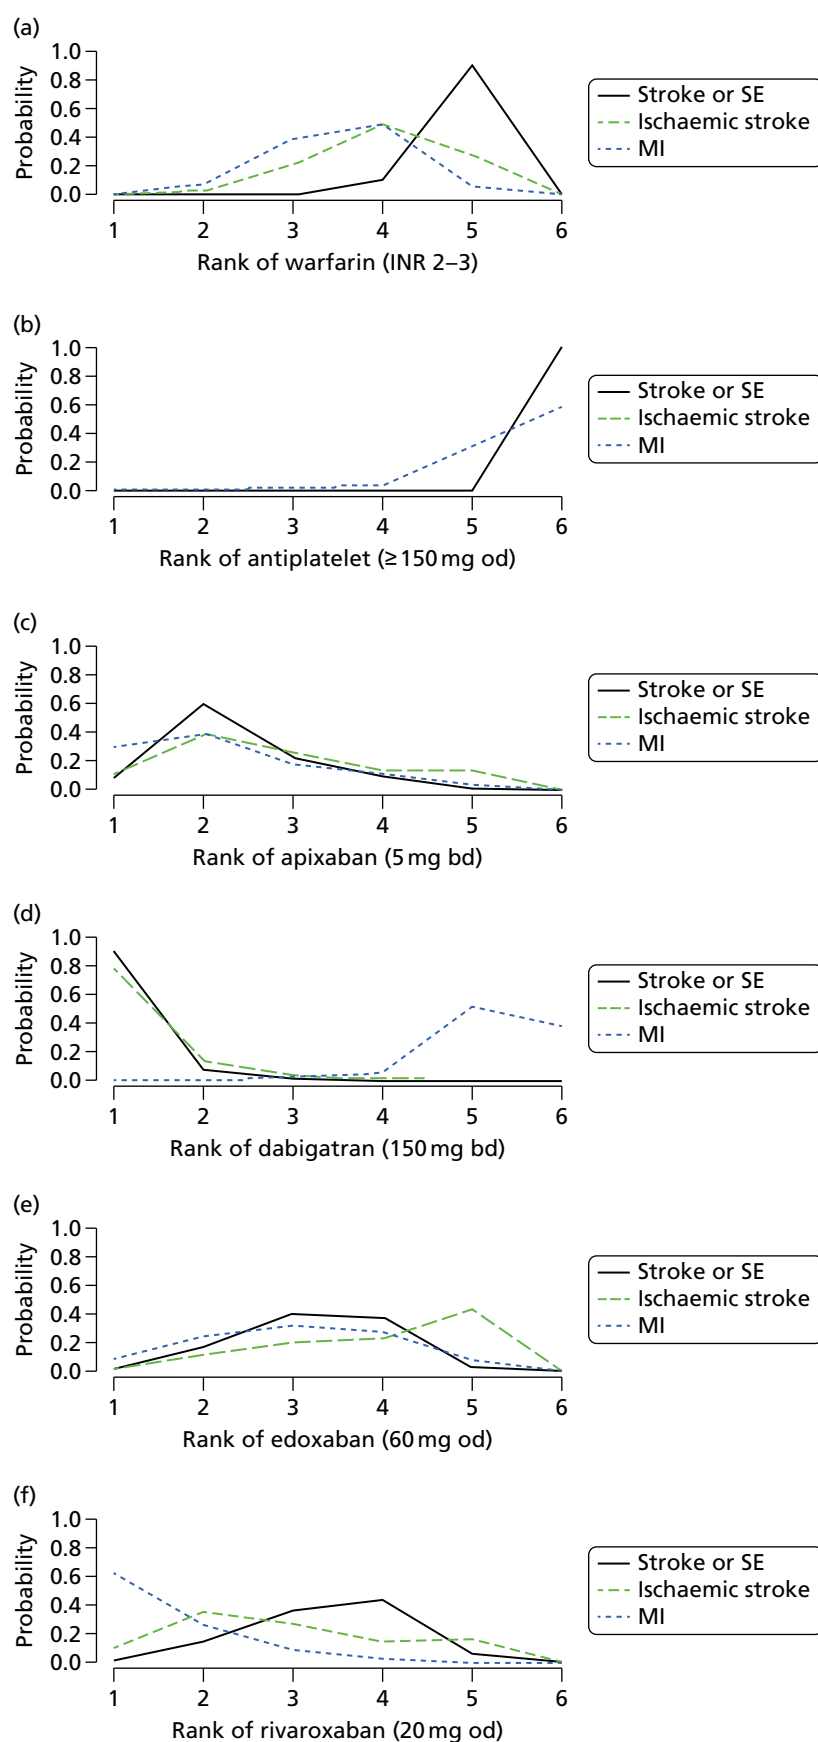 (a)
Probability
1.0
0.8
0.6
0.4
0.2
0.0
1 2 3 4 5 6
Rank of warfarin (INR 2–3)
Stroke or SE
Ischaemic stroke
MI
(b)
Probability
1.0
0.8
0.6
0.4
0.2
0.0
1 2 3 4 5 6
Rank of antiplatelet (≥ 150 mg od)
Stroke or SE
Ischaemic stroke
MI
(c)
Probability
1.0
0.8
0.6
0.4
0.2
0.0
1 2 3 4 5 6
Rank of apixaban (5 mg bd)
Stroke or SE
Ischaemic stroke
MI
(d)
Probability
1.0
0.8
0.6
0.4
0.2
0.0
1 2 3 4 5 6
Rank of dabigatran (150 mg bd)
Stroke or SE
Ischaemic stroke
MI
(e)
Probability
1.0
0.8
0.6
0.4
0.2
0.0
1 2 3 4 5 6
Rank of edoxaban (60 mg od)
Stroke or SE
Ischaemic stroke
MI
(f)
Probability
1.0
0.8
0.6
0.4
0.2
0.0
1 2 3 4 5 6
Rank of rivaroxaban (20 mg od)
Stroke or SE
Ischaemic stroke
MI